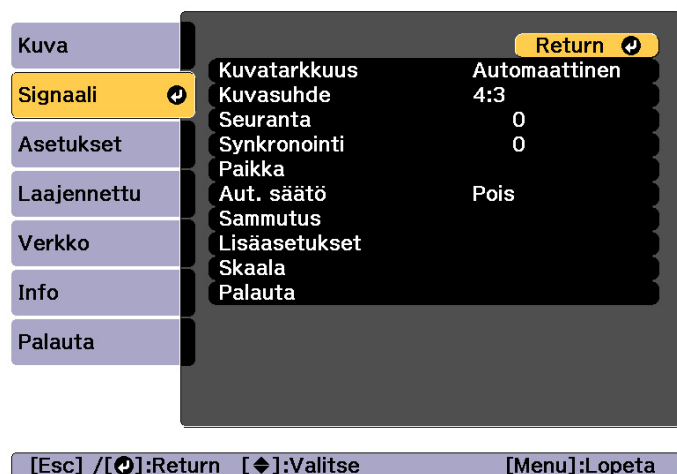 Kuva
Signaali
Asetukset
Laajennettu
Verkko
Info
Palauta
Return
Kuvatarkkuus Automaattinen
Kuvasuhde 4:3
Seuranta 0
Synkronointi 0
Paikka
Aut. säätö Pois
Sammutus
Lisäasetukset
Skaala
Palauta
[Esc] /[⏎]:Return [◆]:Valitse [Menu]:Lopeta